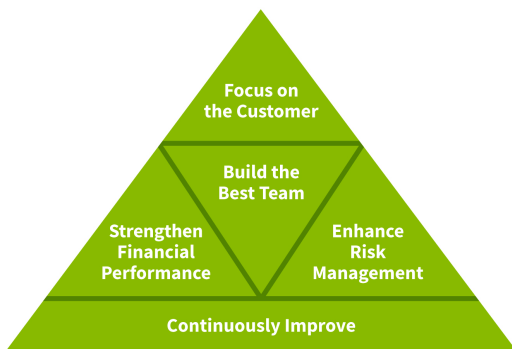 Focus on
the Customer
Build the
Best Team
Strengthen
Financial
Performance
Enhance
Risk
Management
Continuously Improve